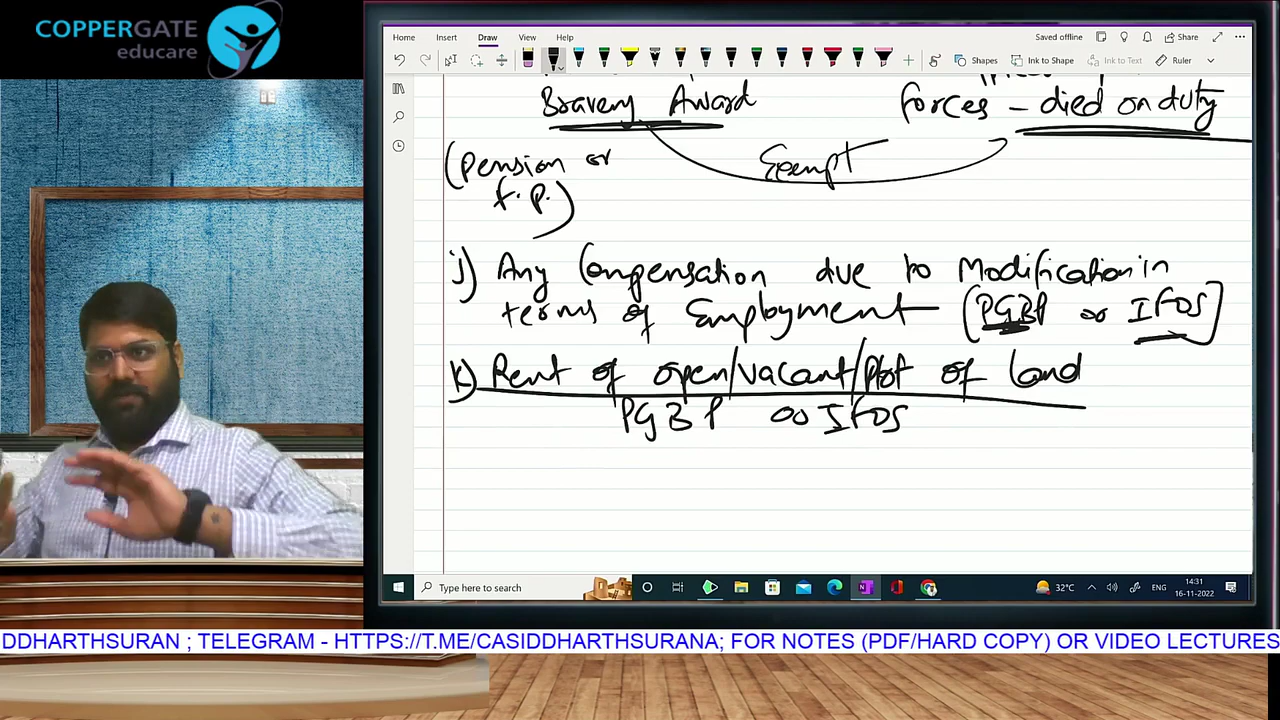 COPPERGATE
educare
Home Insert Draw View Help
Saved offline
Share
Shapes
Ink to Shape
Ink to Text
Ruler
Bravery Award
forces - died on duty
Exempt
(Pension or
f.p.)
j) Any Compensation due to Modification in
terms of Employment (PGBP or IFOS)
k) Rent of open/vacant/plot of land
PGBP or IFOS
Type here to search
32°C
ENG
14:31
16-11-2022
DDHARTHSURAN ; TELEGRAM - HTTPS://T.ME/CASIDDHARTHSURANA; FOR NOTES (PDF/HARD COPY) OR VIDEO LECTURES